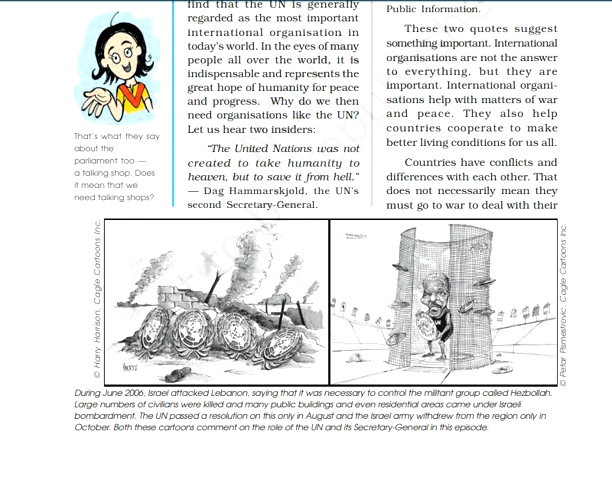 find that the UN is generally
regarded as the most important
international organisation in
today's world. In the eyes of many
people all over the world, it is
indispensable and represents the
great hope of humanity for peace
and progress. Why do we then
need organisations like the UN?
Let us hear two insiders:
"The United Nations was not
created to take humanity to
heaven, but to save it from hell."
— Dag Hammarskjold, the UN's
second Secretary-General.
That's what they say
about the
parliament too —
a talking shop. Does
it mean that we
need talking shops?
Public Information.
These two quotes suggest
something important. International
organisations are not the answer
to everything, but they are
important. International organi-
sations help with matters of war
and peace. They also help
countries cooperate to make
better living conditions for us all.
Countries have conflicts and
differences with each other. That
does not necessarily mean they
must go to war to deal with their
© Harry Harrison, Cagle Cartoons Inc.
© Petar Pismestrovic, Cagle Cartoons Inc.
During June 2006, Israel attacked Lebanon, saying that it was necessary to control the militant group called Hezbollah.
Large numbers of civilians were killed and many public buildings and even residential areas came under Israeli
bombardment. The UN passed a resolution on this only in August and the Israel army withdrew from the region only in
October. Both these cartoons comment on the role of the UN and its Secretary-General in this episode.